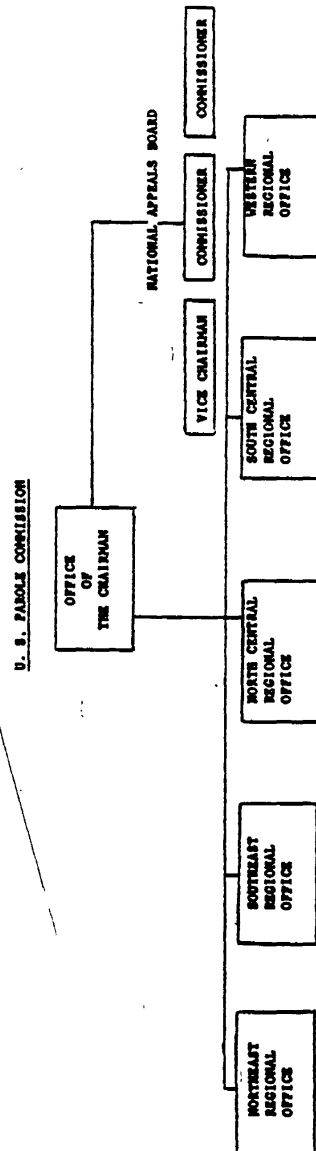 U. S. PAROLE COMMISSION
OFFICE
OF
THE CHAIRMAN
NATIONAL APPEALS BOARD
VICE CHAIRMAN
COMMISSIONER
COMMISSIONER
NORTHEAST
REGIONAL
OFFICE
SOUTHEAST
REGIONAL
OFFICE
NORTH CENTRAL
REGIONAL
OFFICE
SOUTH CENTRAL
REGIONAL
OFFICE
WESTERN
REGIONAL
OFFICE